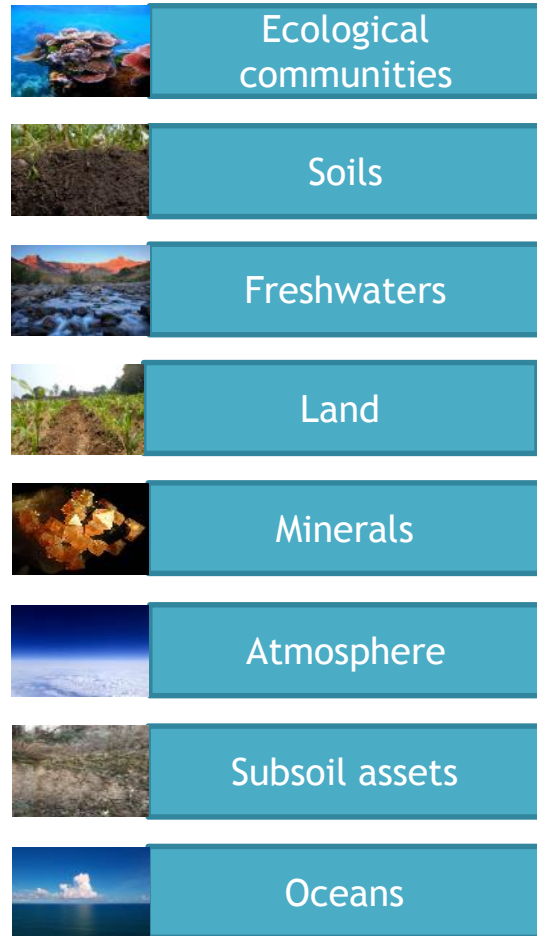 Ecological
communities
Soils
Freshwaters
Land
Minerals
Atmosphere
Subsoil assets
Oceans